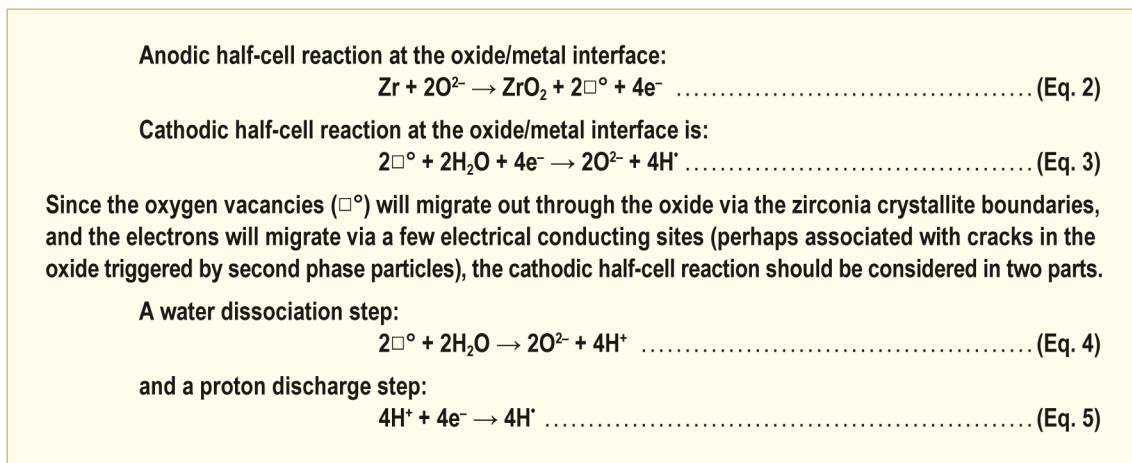 Anodic half-cell reaction at the oxide/metal interface:
Zr + 2O²⁻ → ZrO₂ + 2□° + 4e⁻ ........................................ (Eq. 2)
Cathodic half-cell reaction at the oxide/metal interface is:
2□° + 2H₂O + 4e⁻ → 2O²⁻ + 4H• ....................................... (Eq. 3)
Since the oxygen vacancies (□°) will migrate out through the oxide via the zirconia crystallite boundaries,
and the electrons will migrate via a few electrical conducting sites (perhaps associated with cracks in the
oxide triggered by second phase particles), the cathodic half-cell reaction should be considered in two parts.
A water dissociation step:
2□° + 2H₂O → 2O²⁻ + 4H⁺ ............................................ (Eq. 4)
and a proton discharge step:
4H⁺ + 4e⁻ → 4H• ..................................................... (Eq. 5)